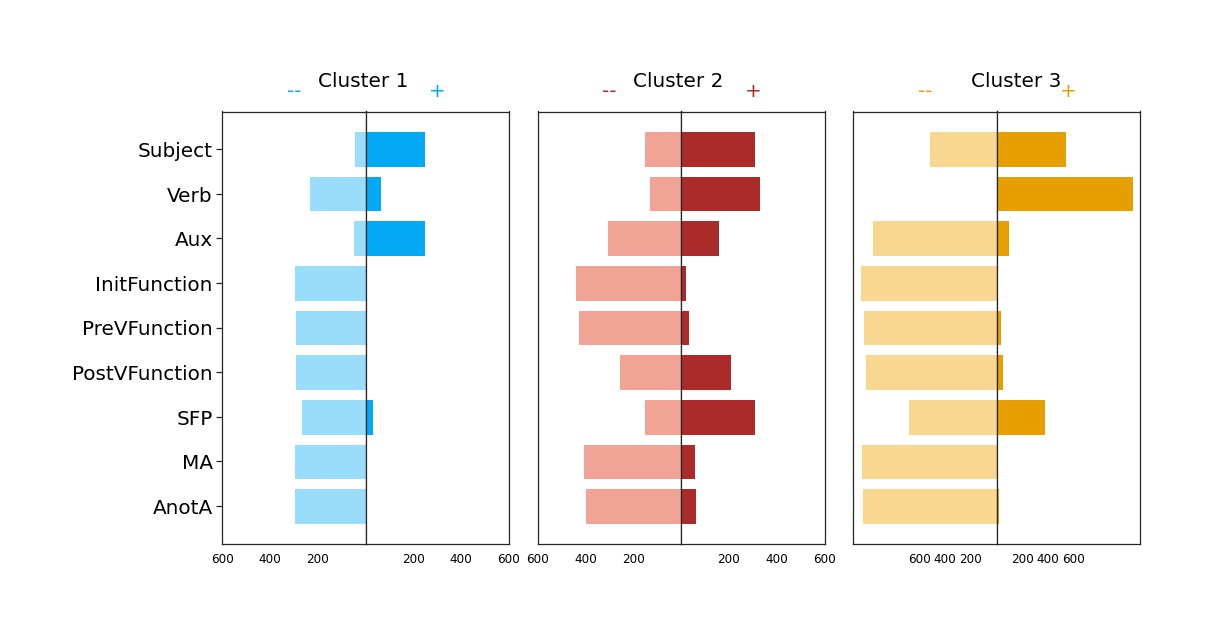 Cluster 1 Cluster 2 Cluster 3
-- + -- + -- +
Subject
Verb
Aux
InitFunction
PreVFunction
PostVFunction
SFP
MA
AnotA
600 400 200 200 400 600 600 400 200 200 400 600 600 400 200 200 400 600